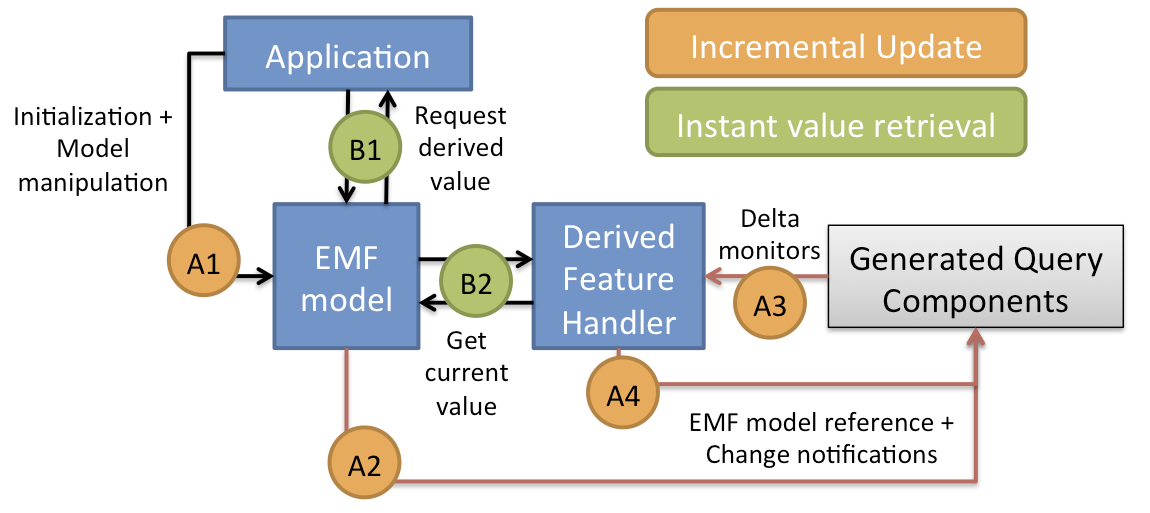 Application
Incremental Update
Instant value retrieval
Initialization +
Model
manipulation
B1
Request
derived
value
A1
EMF
model
B2
Get
current
value
Derived
Feature
Handler
Delta
monitors
A3
Generated Query
Components
A4
EMF model reference +
Change notifications
A2